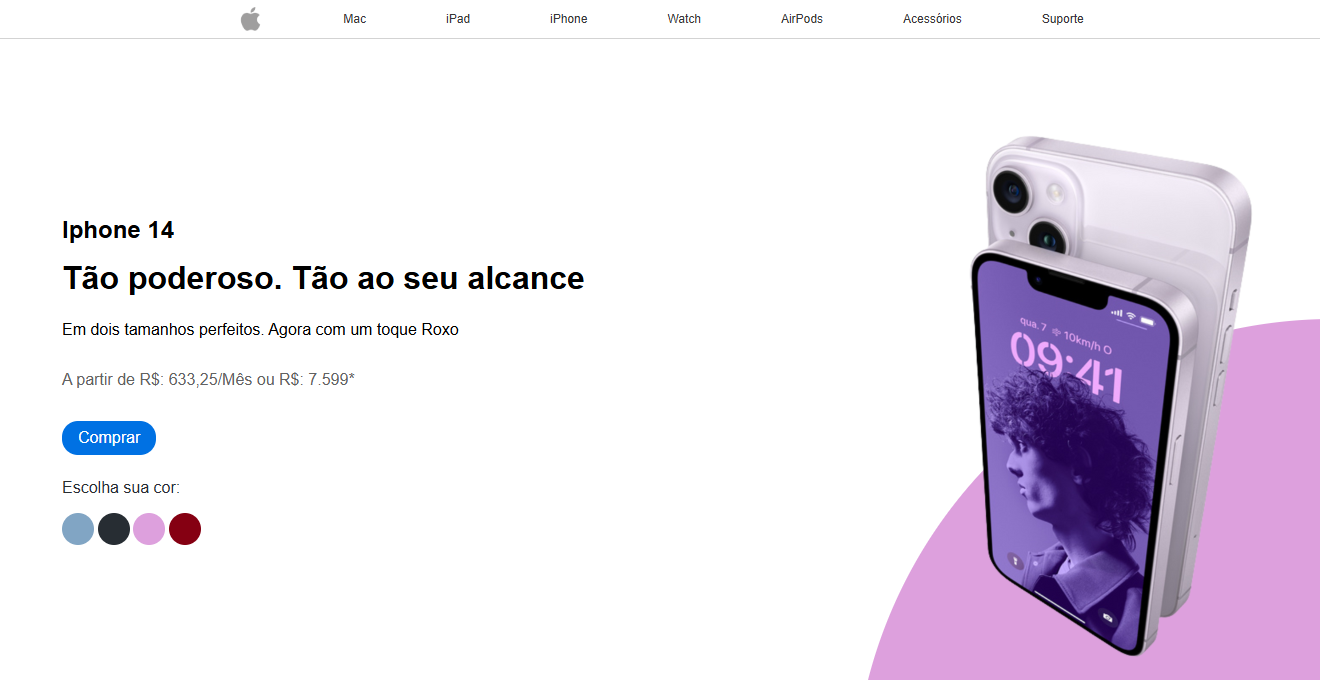 Mac iPad iPhone Watch AirPods Acessórios Suporte
Iphone 14
Tão poderoso. Tão ao seu alcance
Em dois tamanhos perfeitos. Agora com um toque Roxo
A partir de R$: 633,25/Mês ou R$: 7.599*
Comprar
Escolha sua cor:
qua. 7 10km/h O
09:41